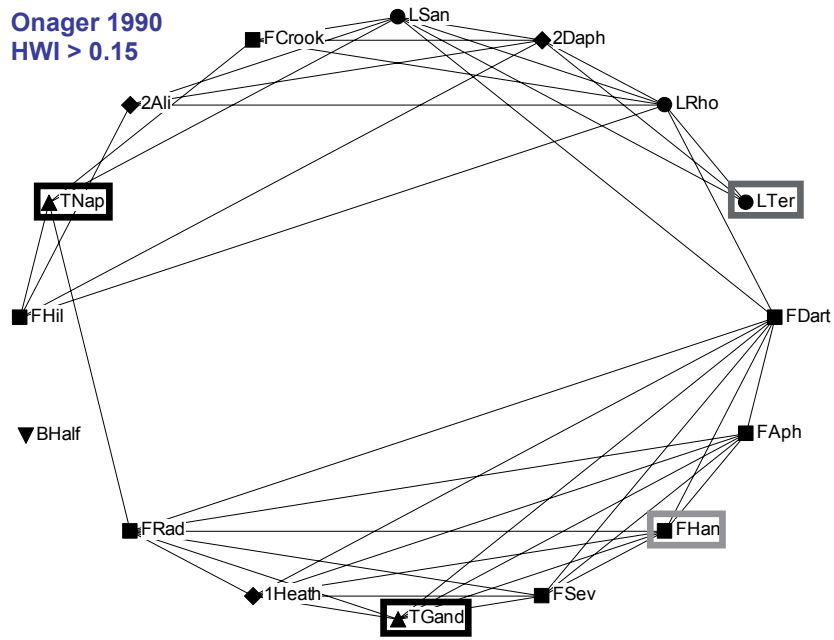 Onager 1990
HWI > 0.15
LSan
FCrook
2Daph
2Ali
LRho
TNap
LTer
FHil
FDart
BHalf
FAph
FRad
FHan
1Heath
FSev
TGand